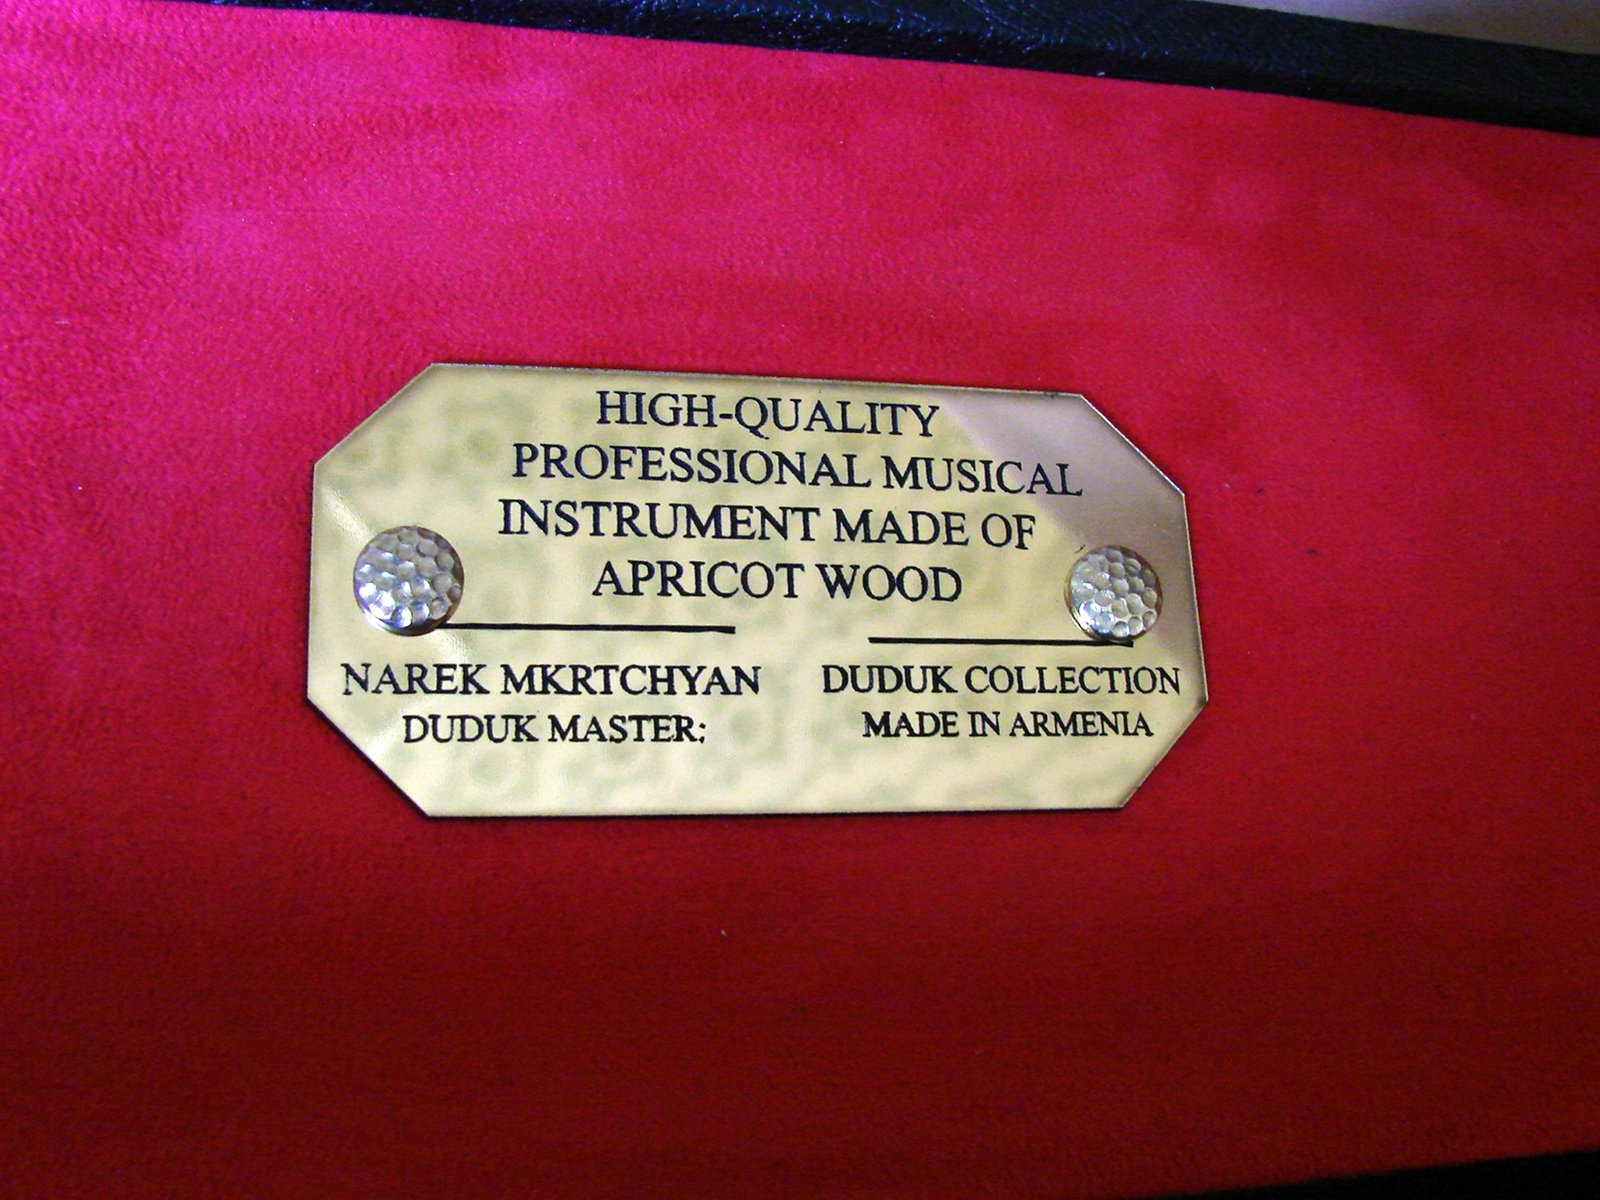 HIGH-QUALITY
PROFESSIONAL MUSICAL
INSTRUMENT MADE OF
APRICOT WOOD
NAREK MKRTCHYAN
DUDUK MASTER:
DUDUK COLLECTION
MADE IN ARMENIA